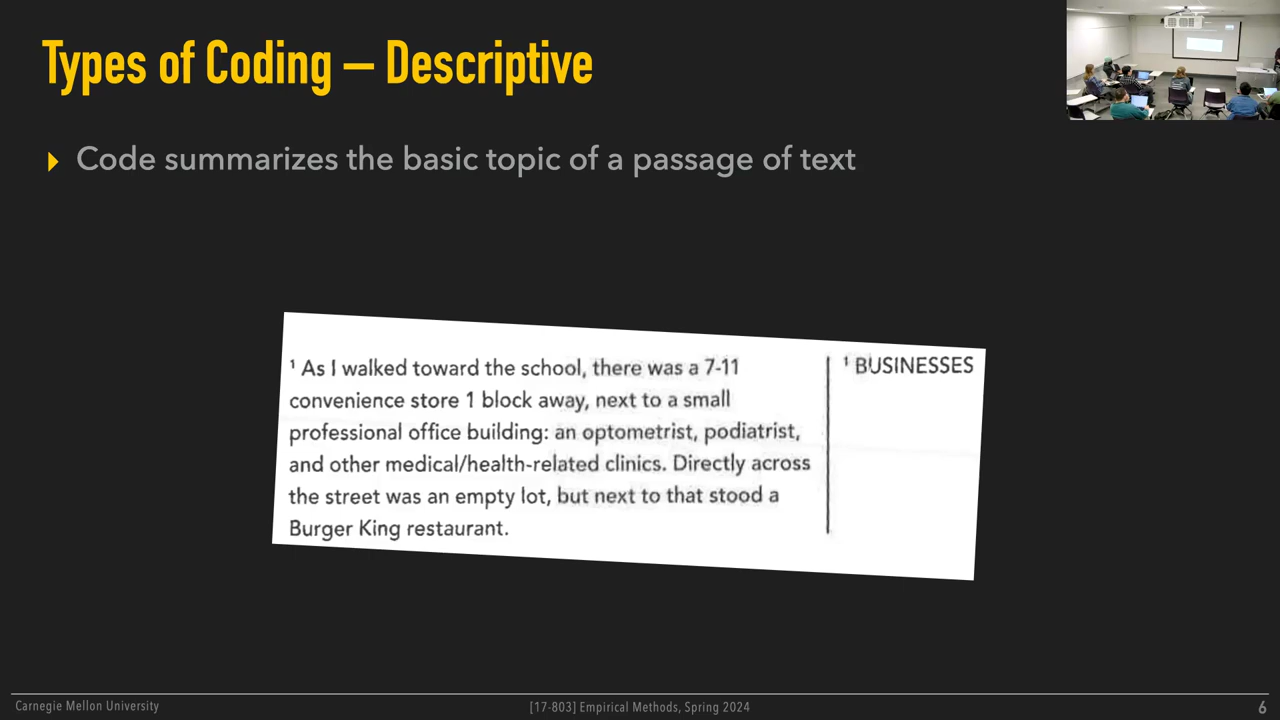 Types of Coding – Descriptive
Code summarizes the basic topic of a passage of text
¹ As I walked toward the school, there was a 7-11
convenience store 1 block away, next to a small
professional office building: an optometrist, podiatrist,
and other medical/health-related clinics. Directly across
the street was an empty lot, but next to that stood a
Burger King restaurant.
¹ BUSINESSES
Carnegie Mellon University
[17-803] Empirical Methods, Spring 2024
6